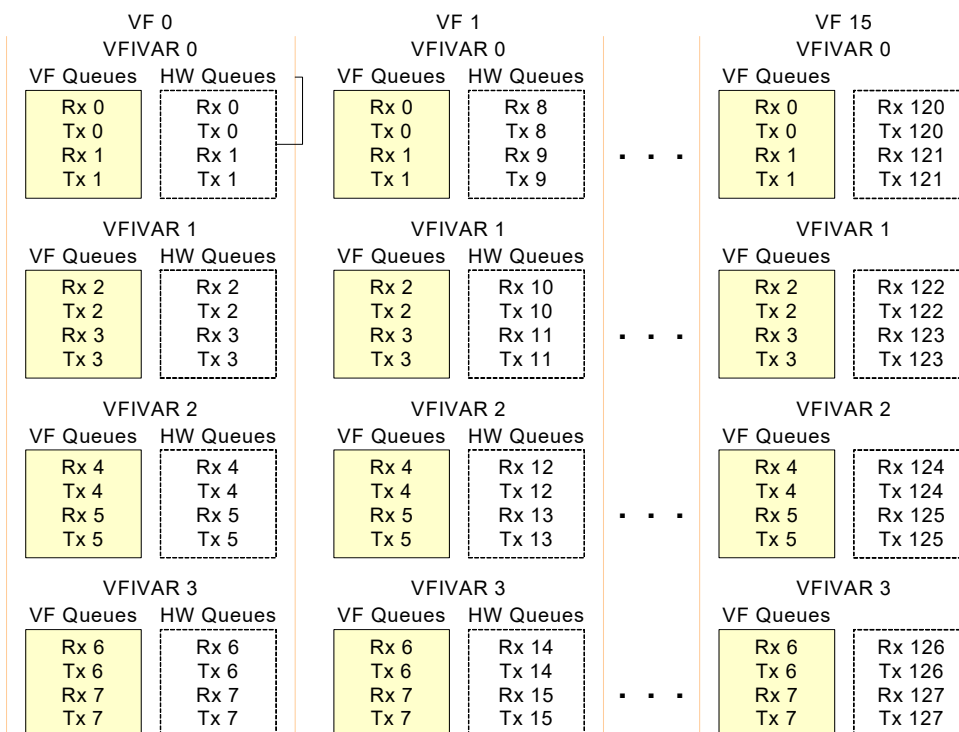 VF 0 VF 1 VF 15
VFIVAR 0 VFIVAR 0 VFIVAR 0
VF Queues HW Queues VF Queues HW Queues VF Queues
Rx 0 Rx 0 Rx 0 Rx 8 Rx 0 Rx 120
Tx 0 Tx 0 Tx 0 Tx 8 Tx 0 Tx 120
Rx 1 Rx 1 Rx 1 Rx 9 Rx 1 Rx 121
Tx 1 Tx 1 Tx 1 Tx 9 Tx 1 Tx 121
. . .
VFIVAR 1 VFIVAR 1 VFIVAR 1
VF Queues HW Queues VF Queues HW Queues VF Queues
Rx 2 Rx 2 Rx 2 Rx 10 Rx 2 Rx 122
Tx 2 Tx 2 Tx 2 Tx 10 Tx 2 Tx 122
Rx 3 Rx 3 Rx 3 Rx 11 Rx 3 Rx 123
Tx 3 Tx 3 Tx 3 Tx 11 Tx 3 Tx 123
. . .
VFIVAR 2 VFIVAR 2 VFIVAR 2
VF Queues HW Queues VF Queues HW Queues VF Queues
Rx 4 Rx 4 Rx 4 Rx 12 Rx 4 Rx 124
Tx 4 Tx 4 Tx 4 Tx 12 Tx 4 Tx 124
Rx 5 Rx 5 Rx 5 Rx 13 Rx 5 Rx 125
Tx 5 Tx 5 Tx 5 Tx 13 Tx 5 Tx 125
. . .
VFIVAR 3 VFIVAR 3 VFIVAR 3
VF Queues HW Queues VF Queues HW Queues VF Queues
Rx 6 Rx 6 Rx 6 Rx 14 Rx 6 Rx 126
Tx 6 Tx 6 Tx 6 Tx 14 Tx 6 Tx 126
Rx 7 Rx 7 Rx 7 Rx 15 Rx 7 Rx 127
Tx 7 Tx 7 Tx 7 Tx 15 Tx 7 Tx 127
. . .